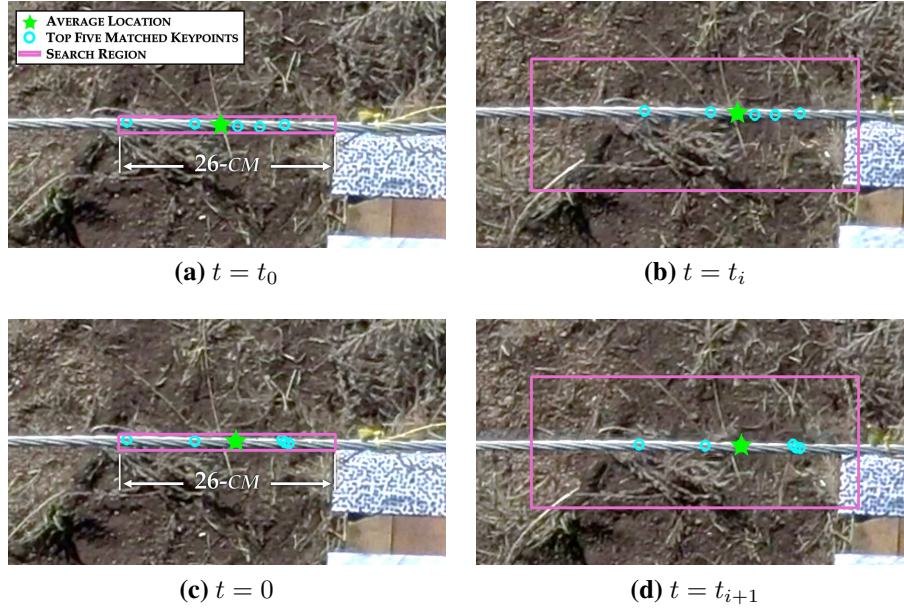 AVERAGE LOCATION
TOP FIVE MATCHED KEYPOINTS
SEARCH REGION
26-CM
(a) t = t₀
(b) t = tᵢ
26-CM
(c) t = 0
(d) t = tᵢ₊₁